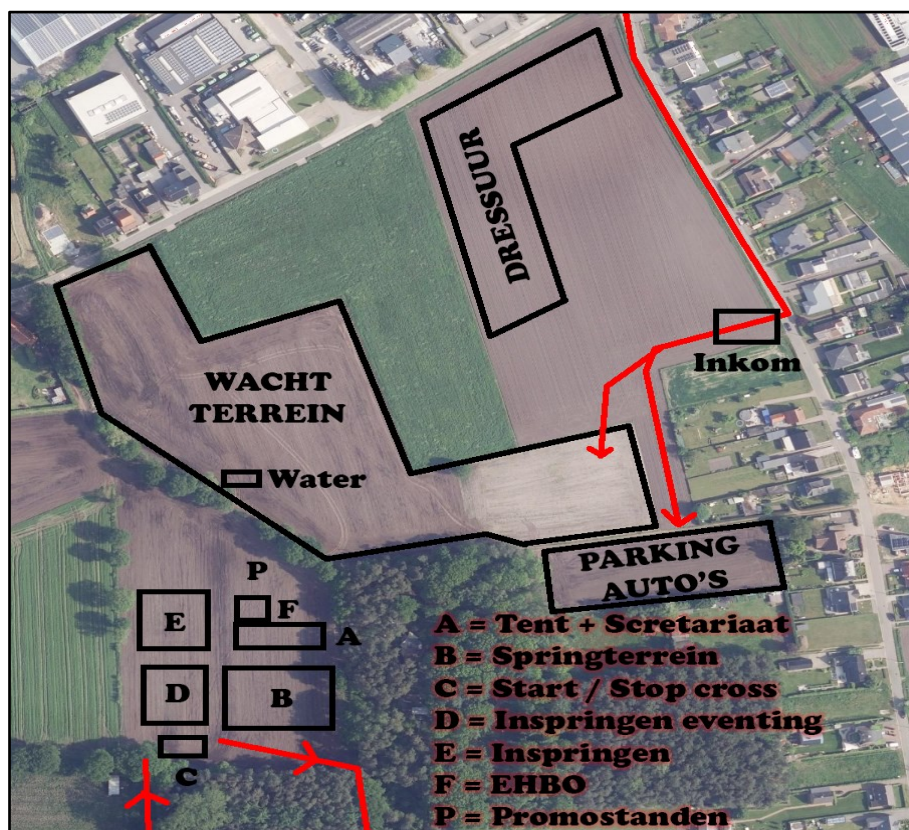 DRESSUUR
Inkom
WACHT
TERREIN
Water
PARKING
AUTO'S
P
E
F
A
D
B
C
A = Tent + Scretariaat
B = Springterrein
C = Start / Stop cross
D = Inspringen eventing
E = Inspringen
F = EHBO
P = Promostanden